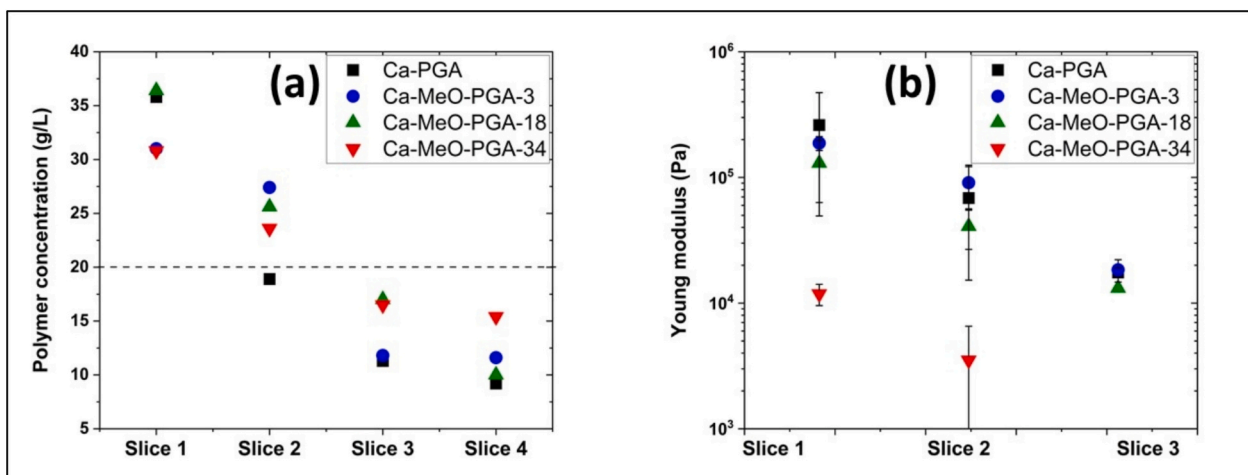 (a)
Ca-PGA
Ca-MeO-PGA-3
Ca-MeO-PGA-18
Ca-MeO-PGA-34
Polymer concentration (g/L)
40
35
30
25
20
15
10
5
Slice 1 Slice 2 Slice 3 Slice 4
(b)
Ca-PGA
Ca-MeO-PGA-3
Ca-MeO-PGA-18
Ca-MeO-PGA-34
Young modulus (Pa)
10⁶
10⁵
10⁴
10³
Slice 1 Slice 2 Slice 3